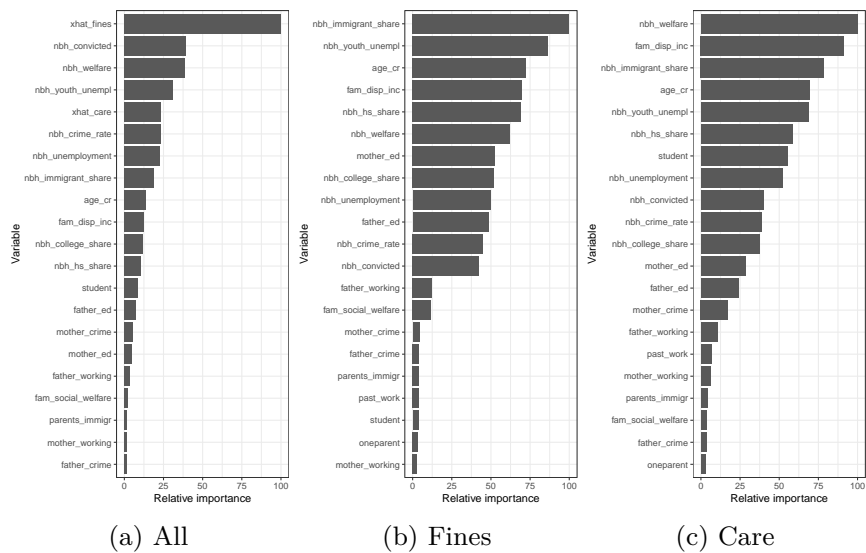 xhat_fines
nbh_convicted
nbh_welfare
nbh_youth_unempl
xhat_care
nbh_crime_rate
nbh_unemployment
nbh_immigrant_share
age_cr
fam_disp_inc
nbh_college_share
nbh_hs_share
student
father_ed
mother_crime
mother_ed
father_working
fam_social_welfare
parents_immigr
mother_working
father_crime
Variable
0 25 50 75 100
Relative importance
(a) All
nbh_immigrant_share
nbh_youth_unempl
age_cr
fam_disp_inc
nbh_hs_share
nbh_welfare
mother_ed
nbh_college_share
nbh_unemployment
father_ed
nbh_crime_rate
nbh_convicted
father_working
fam_social_welfare
mother_crime
father_crime
parents_immigr
past_work
student
oneparent
mother_working
Variable
0 25 50 75 100
Relative importance
(b) Fines
nbh_welfare
fam_disp_inc
nbh_immigrant_share
age_cr
nbh_youth_unempl
nbh_hs_share
student
nbh_unemployment
nbh_convicted
nbh_crime_rate
nbh_college_share
mother_ed
father_ed
mother_crime
father_working
past_work
mother_working
parents_immigr
fam_social_welfare
father_crime
oneparent
Variable
0 25 50 75 100
Relative importance
(c) Care